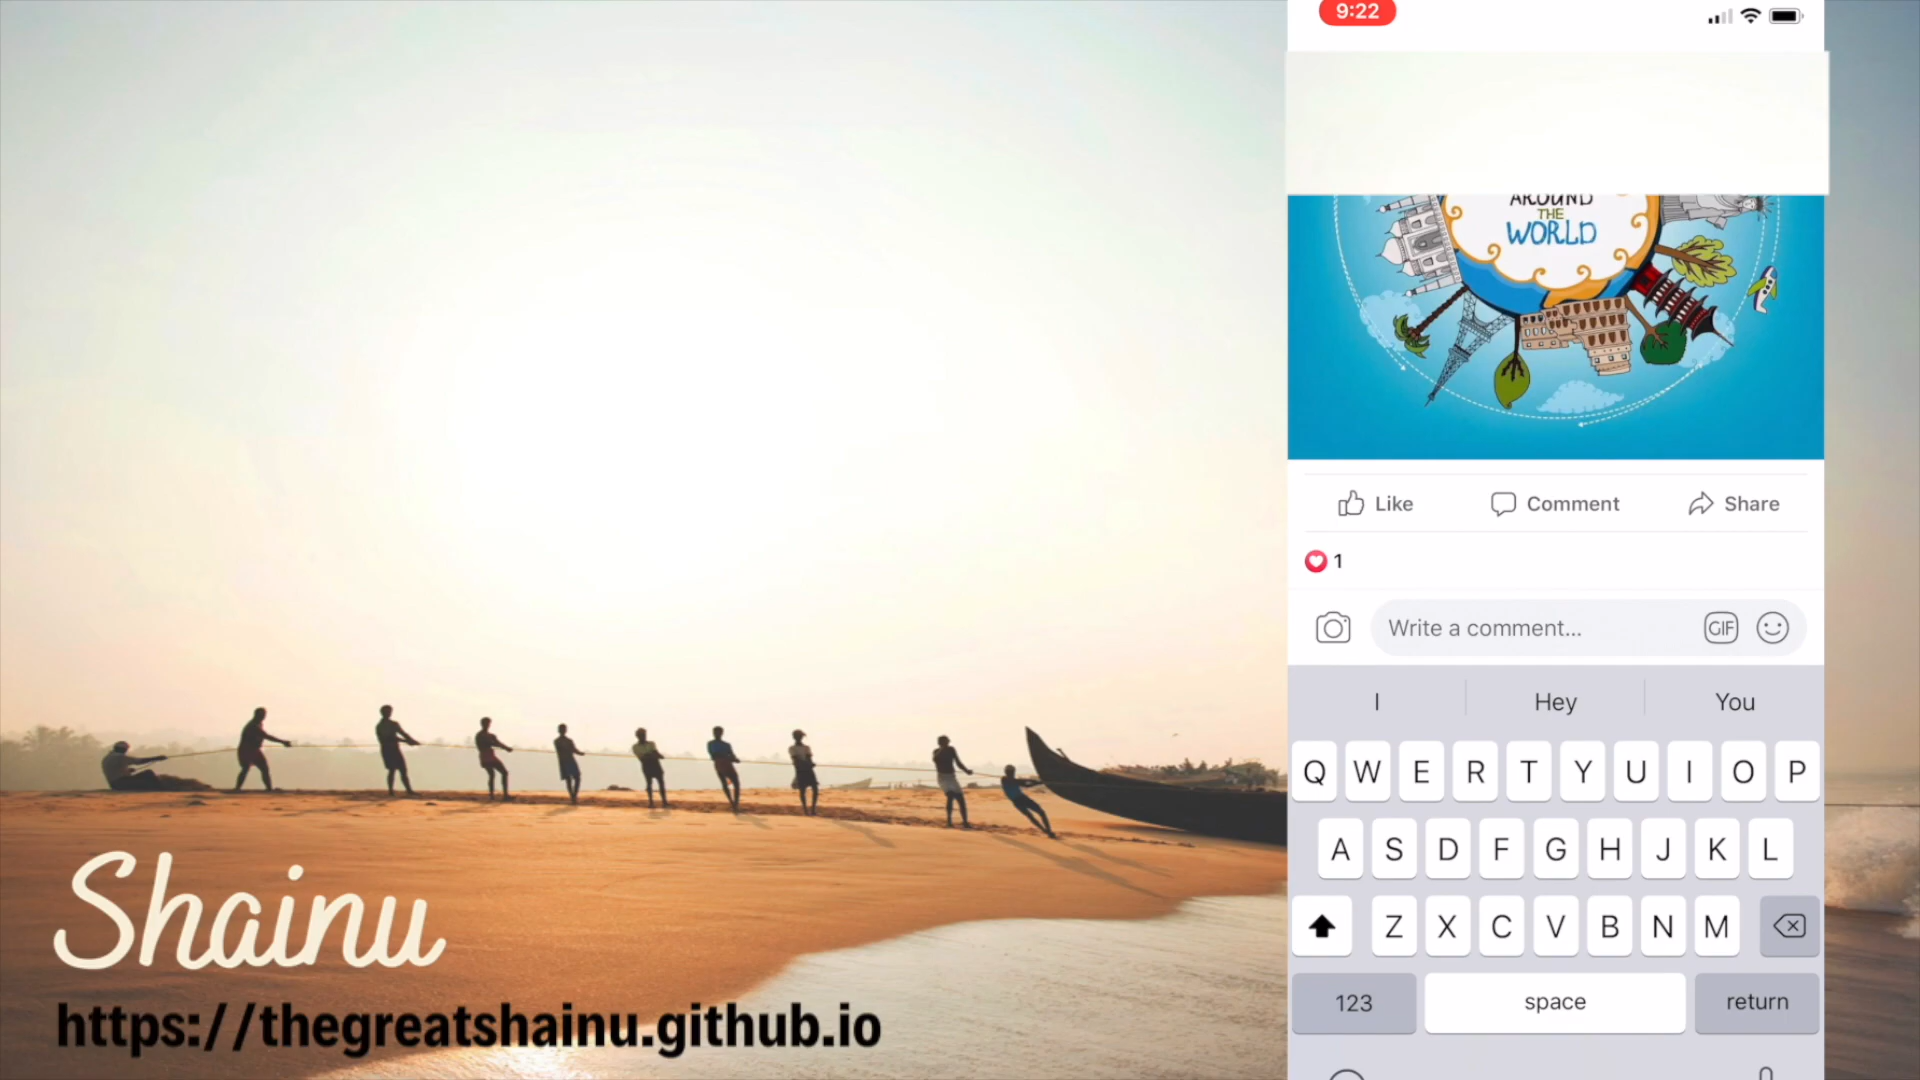 9:22
AROUND
THE
WORLD
Like
Comment
Share
1
Write a comment...
GIF
I
Hey
You
Q W E R T Y U I O P
A S D F G H J K L
Z X C V B N M
123
space
return
Shainu
https://thegreatshainu.github.io